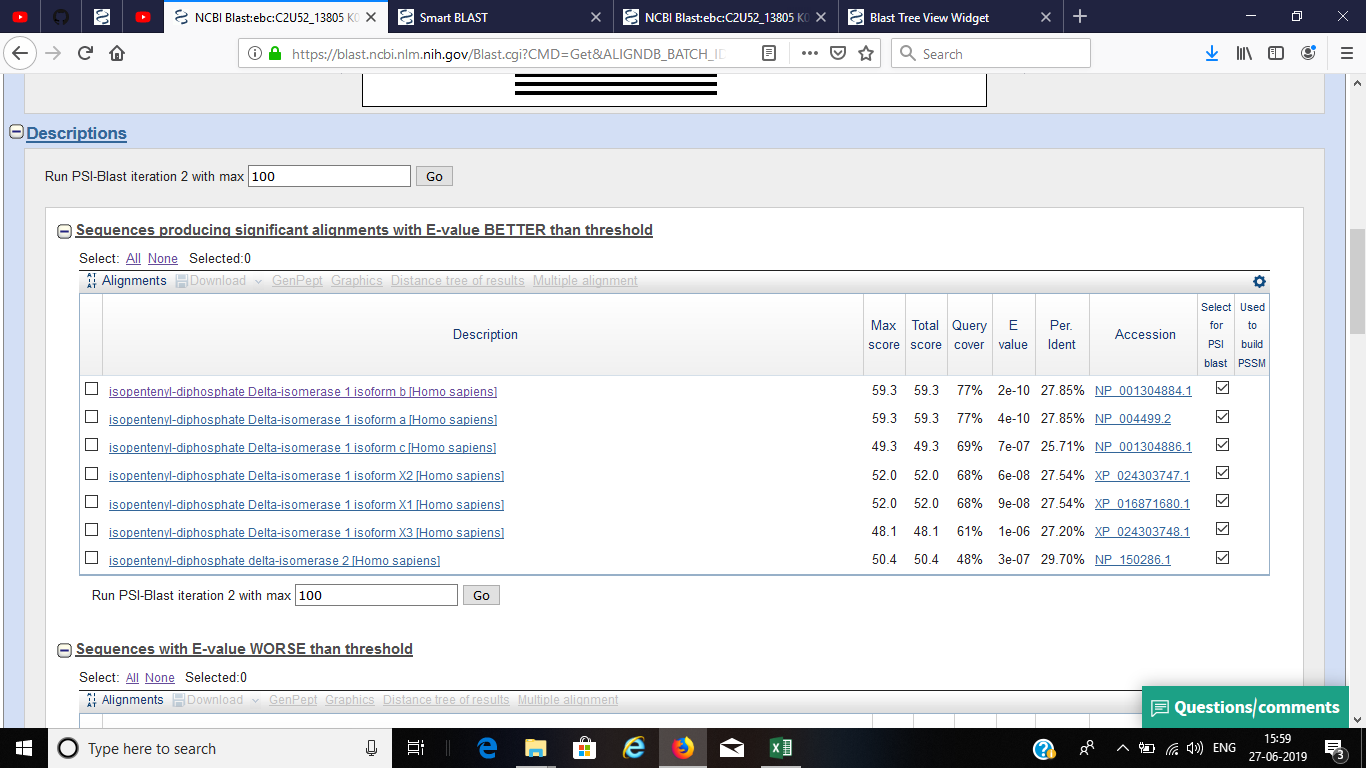 NCBI Blast:ebc:C2U52_13805 K0
Smart BLAST
NCBI Blast:ebc:C2U52_13805 K0
Blast Tree View Widget
https://blast.ncbi.nlm.nih.gov/Blast.cgi?CMD=Get&ALIGNDB_BATCH_ID
Search
Descriptions
Run PSI-Blast iteration 2 with max 100 Go
Sequences producing significant alignments with E-value BETTER than threshold
Select: All None Selected:0
Alignments Download GenPept Graphics Distance tree of results Multiple alignment
Description Max score Total score Query cover E value Per. Ident Accession Select for PSI blast Used to build PSSM
isopentenyl-diphosphate Delta-isomerase 1 isoform b [Homo sapiens] 59.3 59.3 77% 2e-10 27.85% NP_001304884.1
isopentenyl-diphosphate Delta-isomerase 1 isoform a [Homo sapiens] 59.3 59.3 77% 4e-10 27.85% NP_004499.2
isopentenyl-diphosphate Delta-isomerase 1 isoform c [Homo sapiens] 49.3 49.3 69% 7e-07 25.71% NP_001304886.1
isopentenyl-diphosphate Delta-isomerase 1 isoform X2 [Homo sapiens] 52.0 52.0 68% 6e-08 27.54% XP_024303747.1
isopentenyl-diphosphate Delta-isomerase 1 isoform X1 [Homo sapiens] 52.0 52.0 68% 9e-08 27.54% XP_016871680.1
isopentenyl-diphosphate Delta-isomerase 1 isoform X3 [Homo sapiens] 48.1 48.1 61% 1e-06 27.20% XP_024303748.1
isopentenyl-diphosphate delta-isomerase 2 [Homo sapiens] 50.4 50.4 48% 3e-07 29.70% NP_150286.1
Run PSI-Blast iteration 2 with max 100 Go
Sequences with E-value WORSE than threshold
Select: All None Selected:0
Alignments Download GenPept Graphics Distance tree of results Multiple alignment
Questions/comments
Type here to search
ENG
15:59
27-06-2019
3